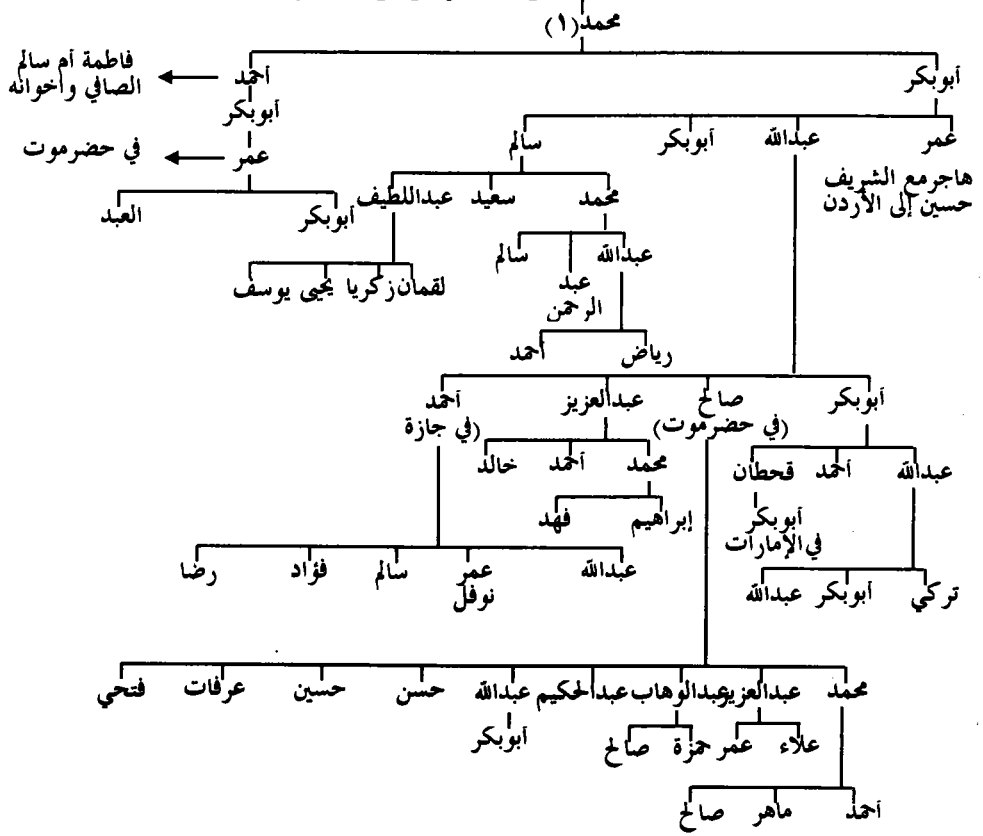 محمد (١)
أبوبكر
أحمد
فاطمة أم سالم
الصافي وأخوانه
أبوبكر
عمر
عبدالله
أبوبكر
سالم
عمر
في حضرموت
هاجر مع الشريف
حسين إلى الأردن
محمد
سعيد
عبداللطيف
أبوبكر
العبد
عبدالله
عبد
الرحمن
سالم
لقمان
زكريا
يحيى
يوسف
رياض
أحمد
أبوبكر
صالح
(في حضرموت)
عبدالعزيز
أحمد
(في جازة
عبدالله
أحمد
قحطان
محمد
أحمد
خالد
أبوبكر
في الإمارات
إبراهيم
فهد
عبدالله
عمر
نوفل
سالم
فؤاد
رضا
تركي
أبوبكر
عبدالله
محمد
عبدالعزيز
عبدالوهاب
عبدالحكيم
عبدالله
حسن
حسين
عرفات
فتحي
علاء
عمر
حمزة
صالح
أبوبكر
أحمد
ماهر
صالح